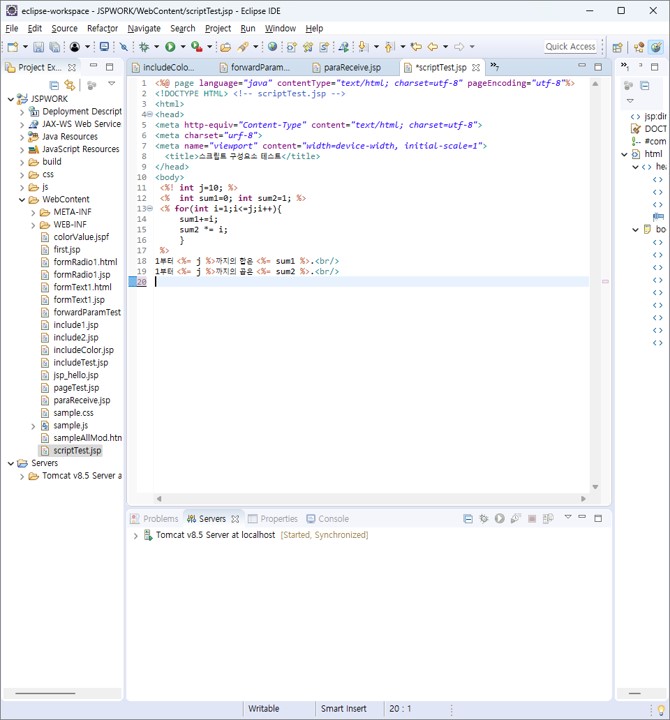 eclipse-workspace - JSPWORK/WebContent/scriptTest.jsp - Eclipse IDE
File Edit Source Refactor Navigate Search Project Run Window Help
Quick Access
Project Ex...
includeColo...
forwardParam...
paraReceive.jsp
*scriptTest.jsp
7
JSPWORK
Deployment Descript
JAX-WS Web Service
Java Resources
JavaScript Resources
build
css
js
WebContent
META-INF
WEB-INF
colorValue.jspf
first.jsp
formRadio1.html
formRadio1.jsp
formText1.html
formText1.jsp
forwardParamTest
include1.jsp
include2.jsp
includeColor.jsp
includeTest.jsp
jsp_hello.jsp
pageTest.jsp
paraReceive.jsp
sample.css
sample.js
sampleAllMod.htn
scriptTest.jsp
Servers
Tomcat v8.5 Server a
1 <%@ page language="java" contentType="text/html; charset=utf-8" pageEncoding="utf-8"%>
2 <!DOCTYPE HTML> <!-- scriptTest.jsp -->
3 <html>
4 <head>
5 <meta http-equiv="Content-Type" content="text/html; charset=utf-8">
6 <meta charset="urf-8">
7 <meta name="viewport" content="width=device-width, initial-scale=1">
8 <title>스크립트 구성요소 테스트</title>
9 </head>
10 <body>
11 <%! int j=10; %>
12 <% int sum1=0; int sum2=1; %>
13 <% for(int i=1;i<=j;i++){
14 sum1+=i;
15 sum2 *= i;
16 }
17 %>
18 1부터 <%= j %>까지의 합은 <%= sum1 %>.<br/>
19 1부터 <%= j %>까지의 곱은 <%= sum2 %>.<br/>
20
jsp:dir
DOCT
#com
html
hea
bo
Problems
Servers
Properties
Console
Tomcat v8.5 Server at localhost [Started, Synchronized]
Writable
Smart Insert
20 : 1